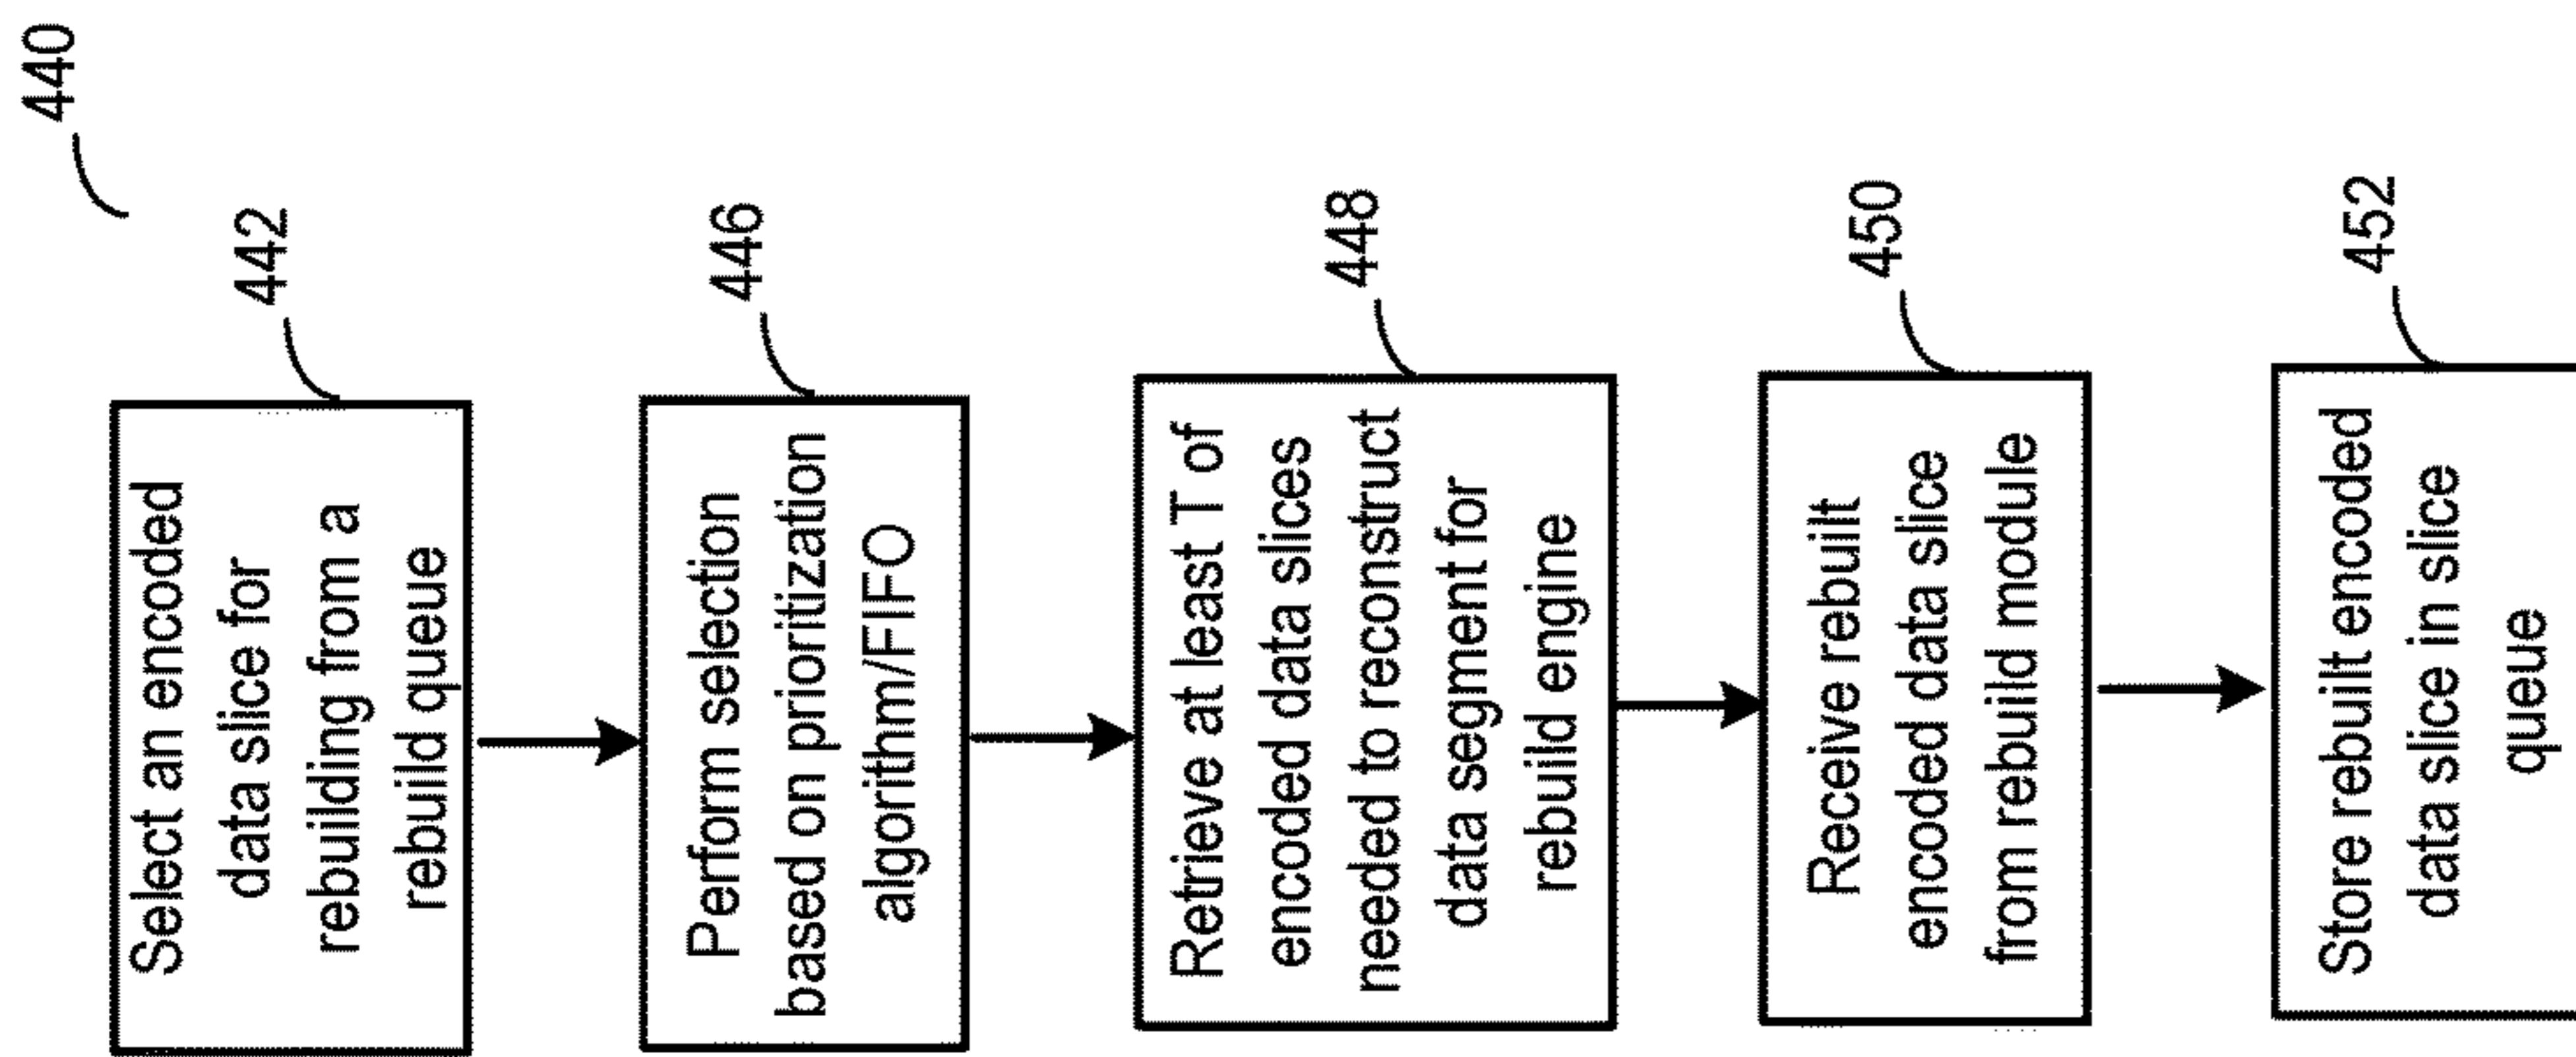 440
Select an encoded
data slice for
rebuilding from a
rebuild queue
442
Perform selection
based on prioritization
algorithm/FIFO
446
Retrieve at least T of
encoded data slices
needed to reconstruct
data segment for
rebuild engine
448
Receive rebuilt
encoded data slice
from rebuild module
450
Store rebuilt encoded
data slice in slice
queue
452